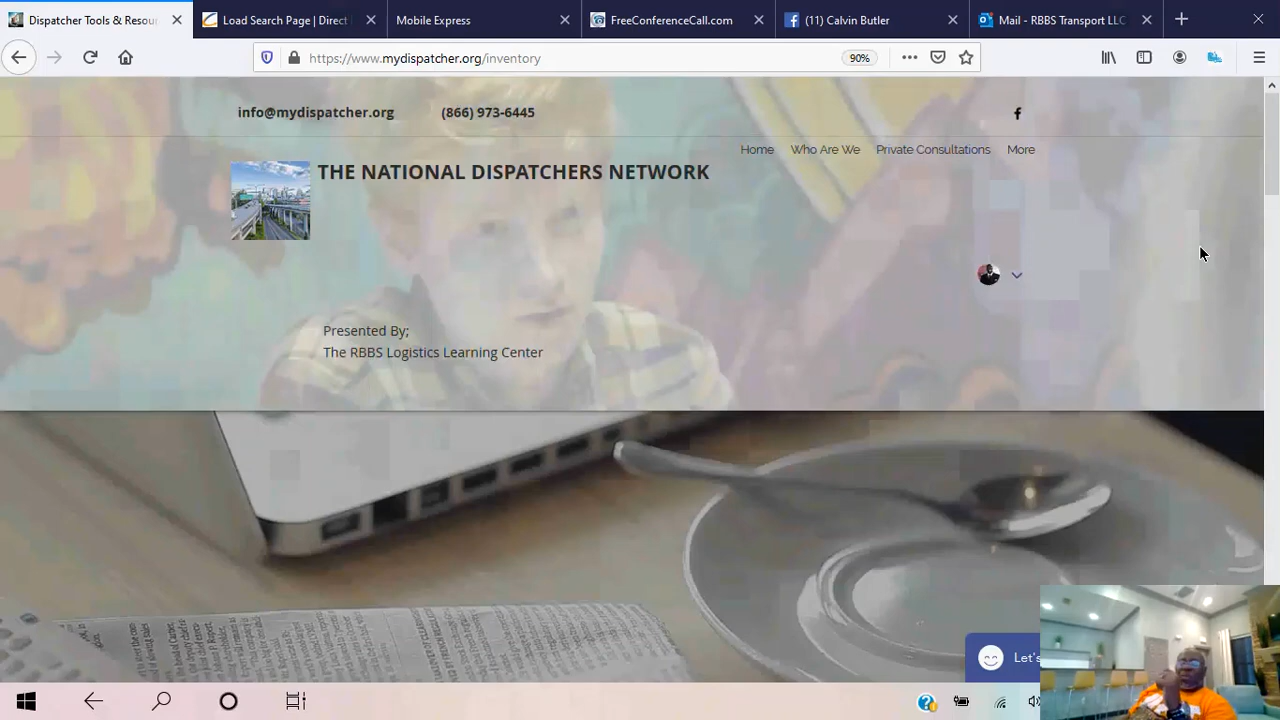 Dispatcher Tools & Resou
Load Search Page | Direct
Mobile Express
FreeConferenceCall.com
(11) Calvin Butler
Mail - RBBS Transport LLC
https://www.mydispatcher.org/inventory
90%
info@mydispatcher.org
(866) 973-6445
Home
Who Are We
Private Consultations
More
THE NATIONAL DISPATCHERS NETWORK
Presented By;
The RBBS Logistics Learning Center
Let's